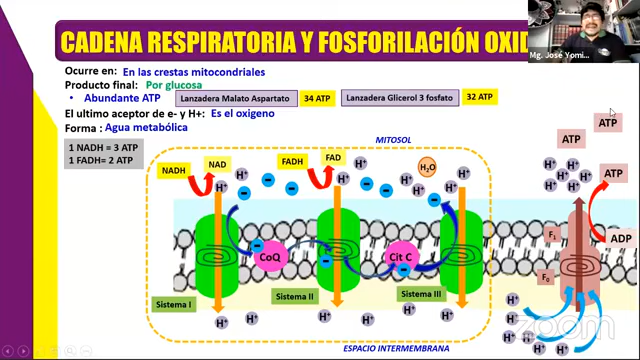 CADENA RESPIRATORIA Y FOSFORILACIÓN OXID
Mg. José Yomi...
Ocurre en: En las crestas mitocondriales
Producto final: Por glucosa
• Abundante ATP
Lanzadera Malato Aspartato
34 ATP
Lanzadera Glicerol 3 fosfato
32 ATP
El ultimo aceptor de e- y H+: Es el oxigeno
Forma : Agua metabólica
1 NADH = 3 ATP
1 FADH= 2 ATP
MITOSOL
NADH
NAD
FADH
FAD
H₂O
H⁺
H⁺
H⁺
H⁺
H⁺
H⁺
H⁺
H⁺
H⁺
ATP
ATP
ATP
ADP
H⁺
H⁺
H⁺
H⁺
H⁺
H⁺
H⁺
F₁
F₀
CoQ
Cit C
Sistema I
Sistema II
Sistema III
H⁺
H⁺
H⁺
H⁺
H⁺
H⁺
H⁺
H⁺
H⁺
H⁺
H⁺
H⁺
ESPACIO INTERMEMBRANA
zoom